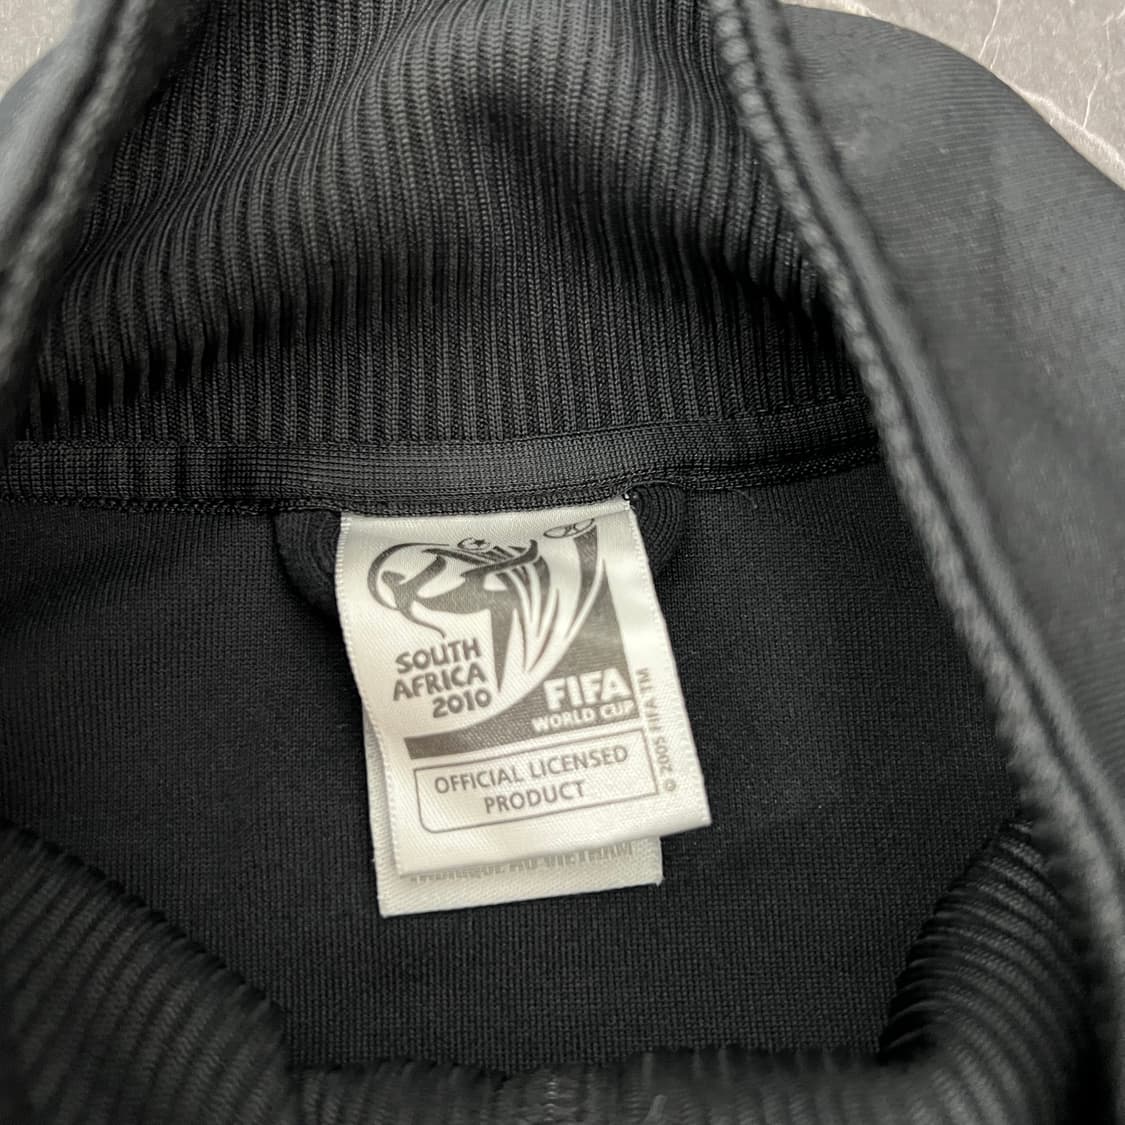 SOUTH
AFRICA
2010
FIFA
WORLD CUP
© 2005 FIFA TM
OFFICIAL LICENSED
PRODUCT